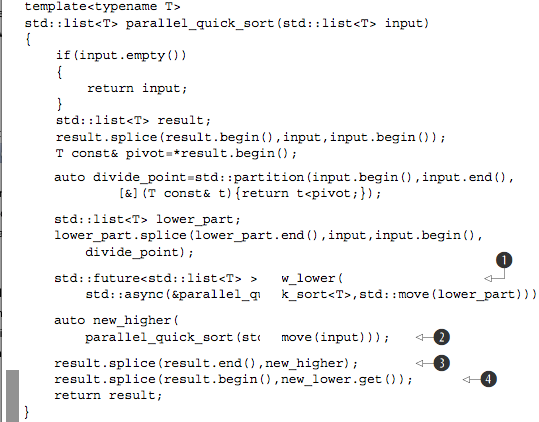 template<typename T>
std::list<T> parallel_quick_sort(std::list<T> input)
{
if(input.empty())
{
return input;
}
std::list<T> result;
result.splice(result.begin(),input,input.begin());
T const& pivot=*result.begin();
auto divide_point=std::partition(input.begin(),input.end(),
[&](T const& t){return t<pivot;});
std::list<T> lower_part;
lower_part.splice(lower_part.end(),input,input.begin(),
divide_point);
1
std::future<std::list<T> > w_lower(
std::async(&parallel_q k_sort<T>,std::move(lower_part)))
auto new_higher(
parallel_quick_sort( move(input))); 2
result.splice(result.end(),new_higher); 3
result.splice(result.begin(),new_lower.get()); 4
return result;
}